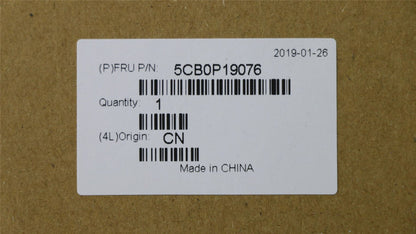 2019-01-26
(P)FRU P/N: 5CB0P19076
Quantity: 1
(4L)Origin: CN
Made in CHINA